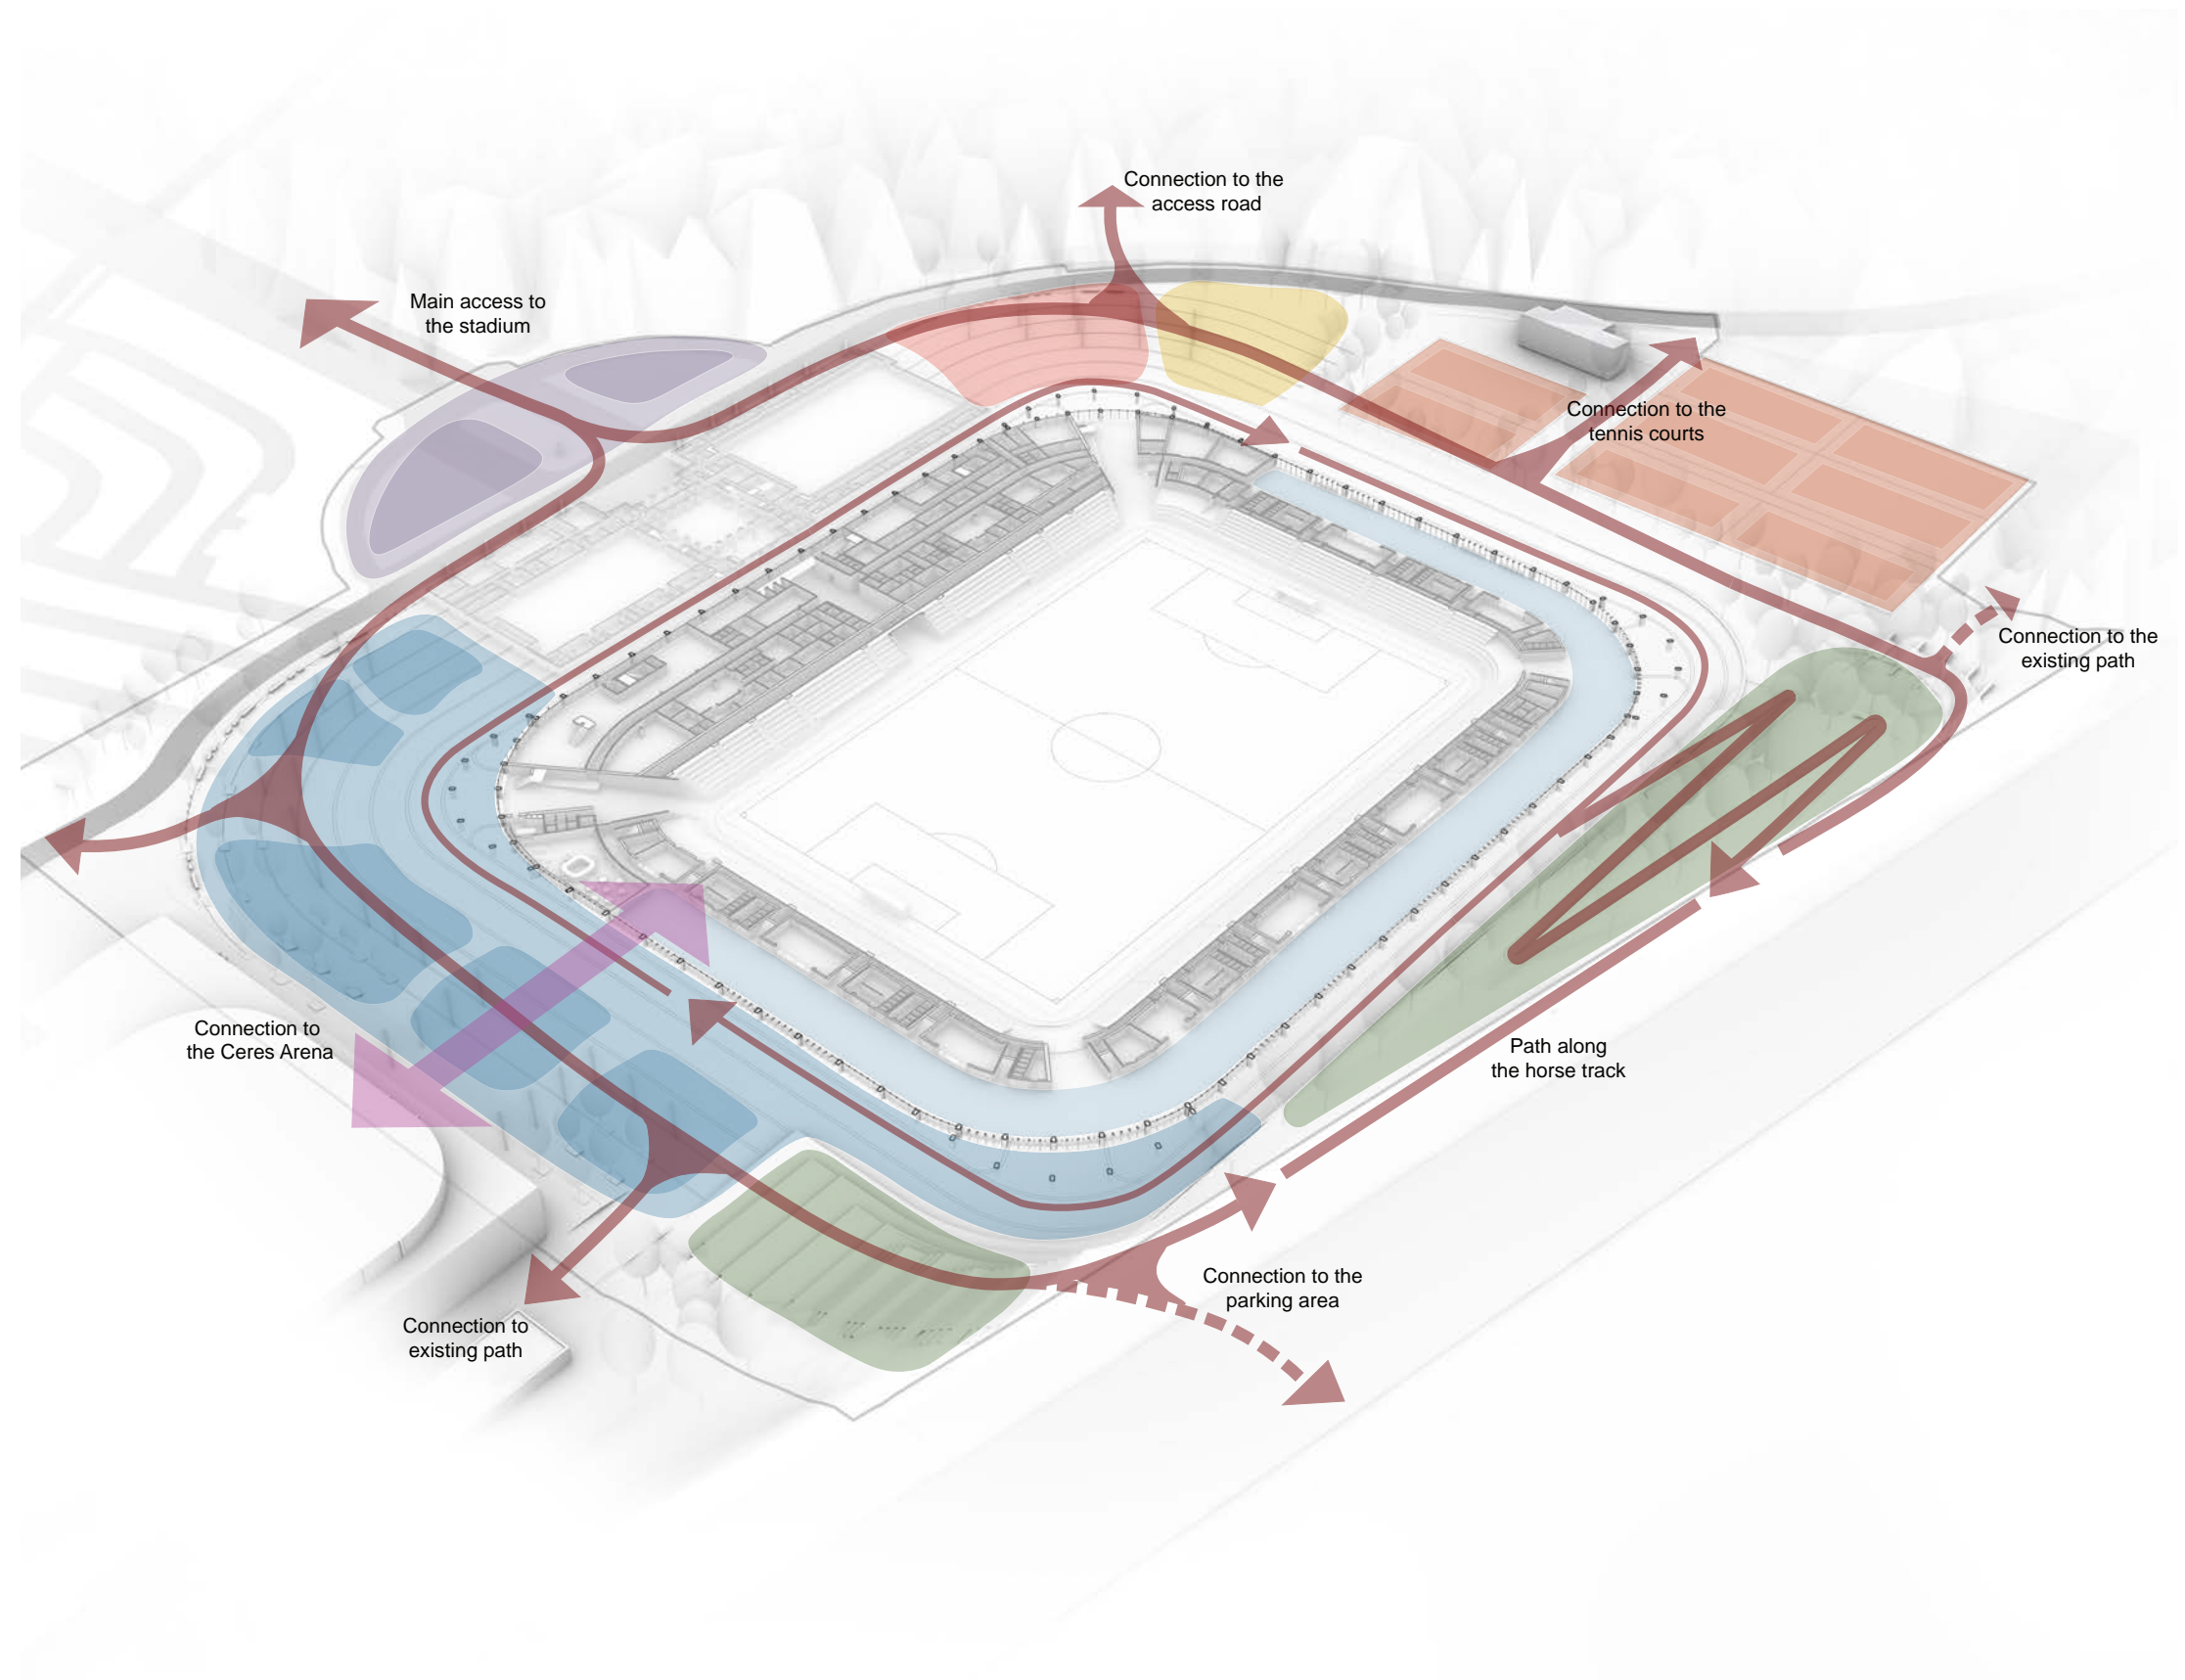 Connection to the
access road
Main access to
the stadium
Connection to the
tennis courts
Connection to the
existing path
Connection to
the Ceres Arena
Path along
the horse track
Connection to the
parking area
Connection to
existing path